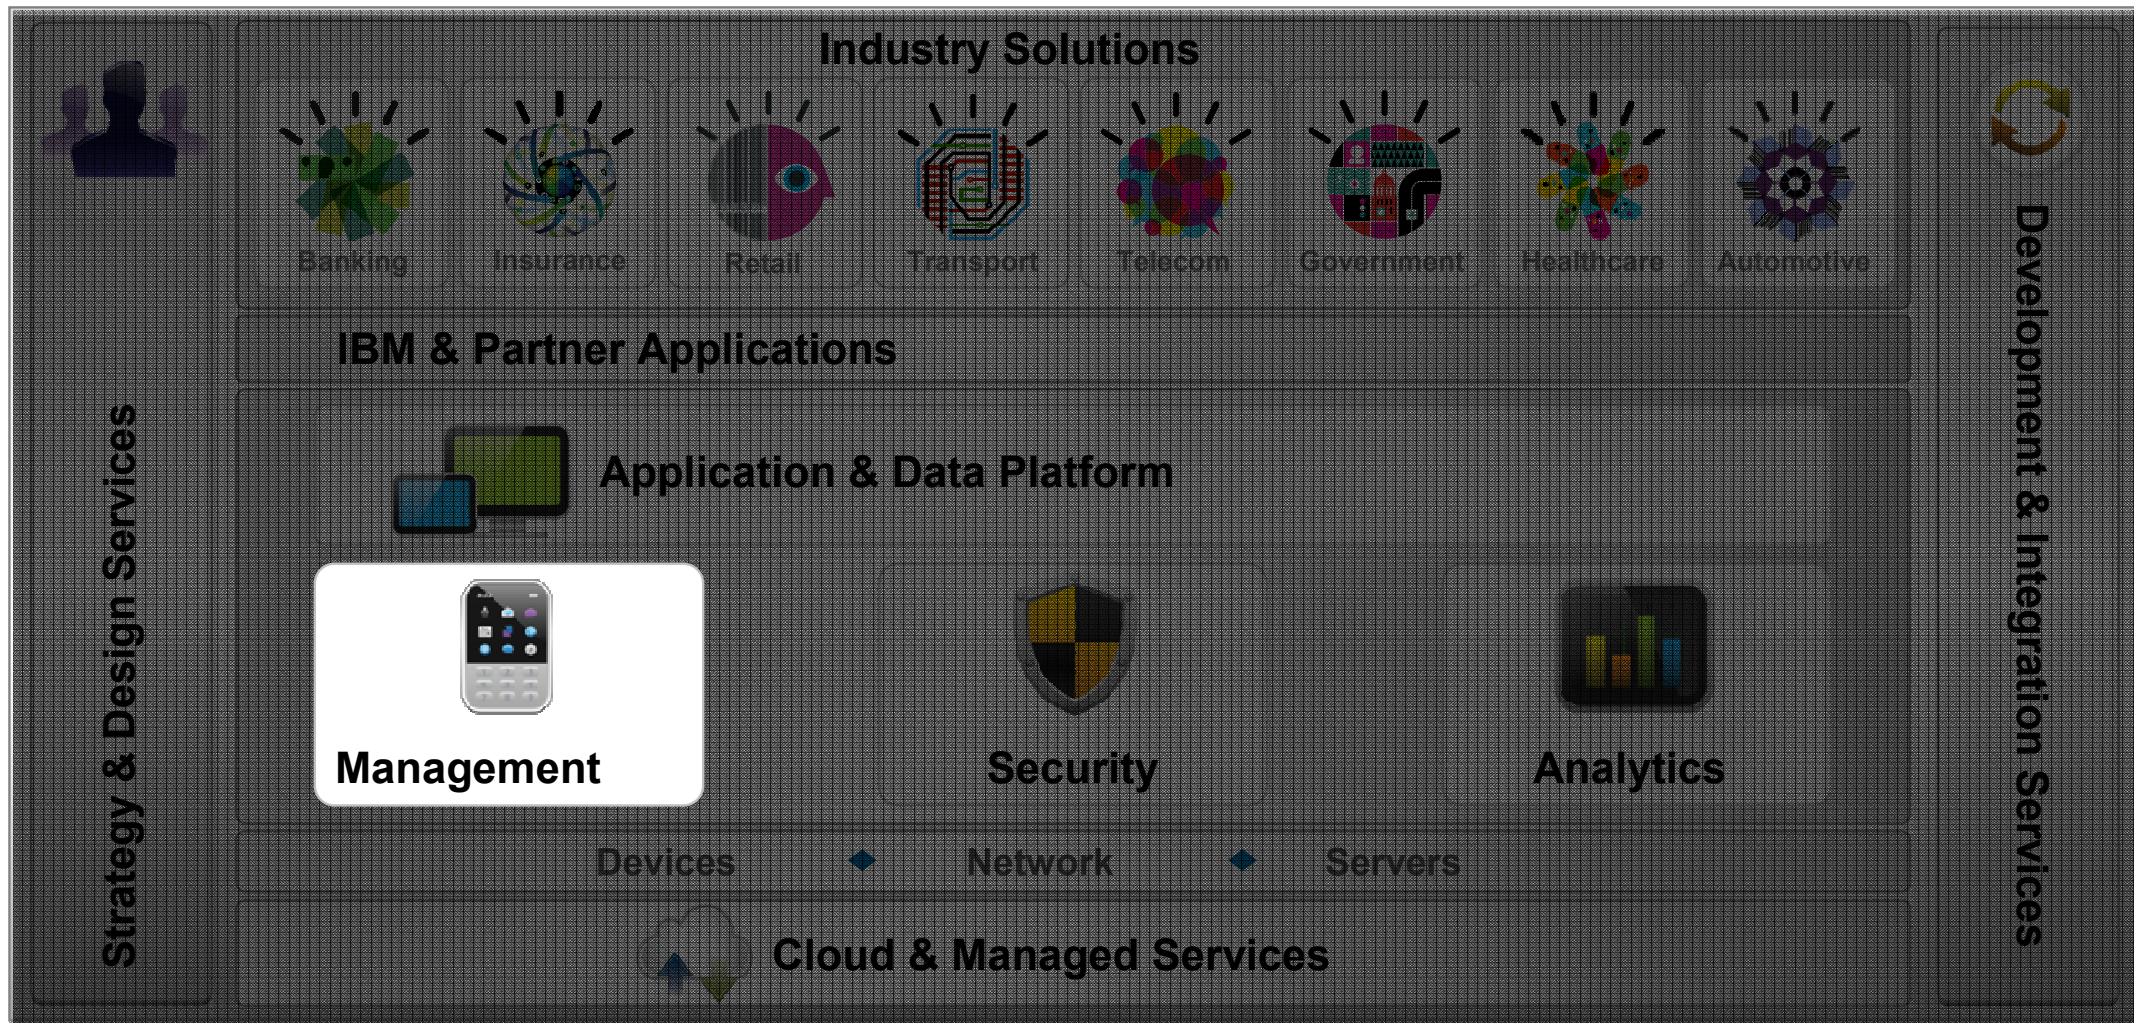 Industry Solutions
Banking
Insurance
Retail
Transport
Telecom
Government
Healthcare
Automotive
IBM & Partner Applications
Application & Data Platform
Management
Security
Analytics
Devices
Network
Servers
Cloud & Managed Services
Strategy & Design Services
Development & Integration Services